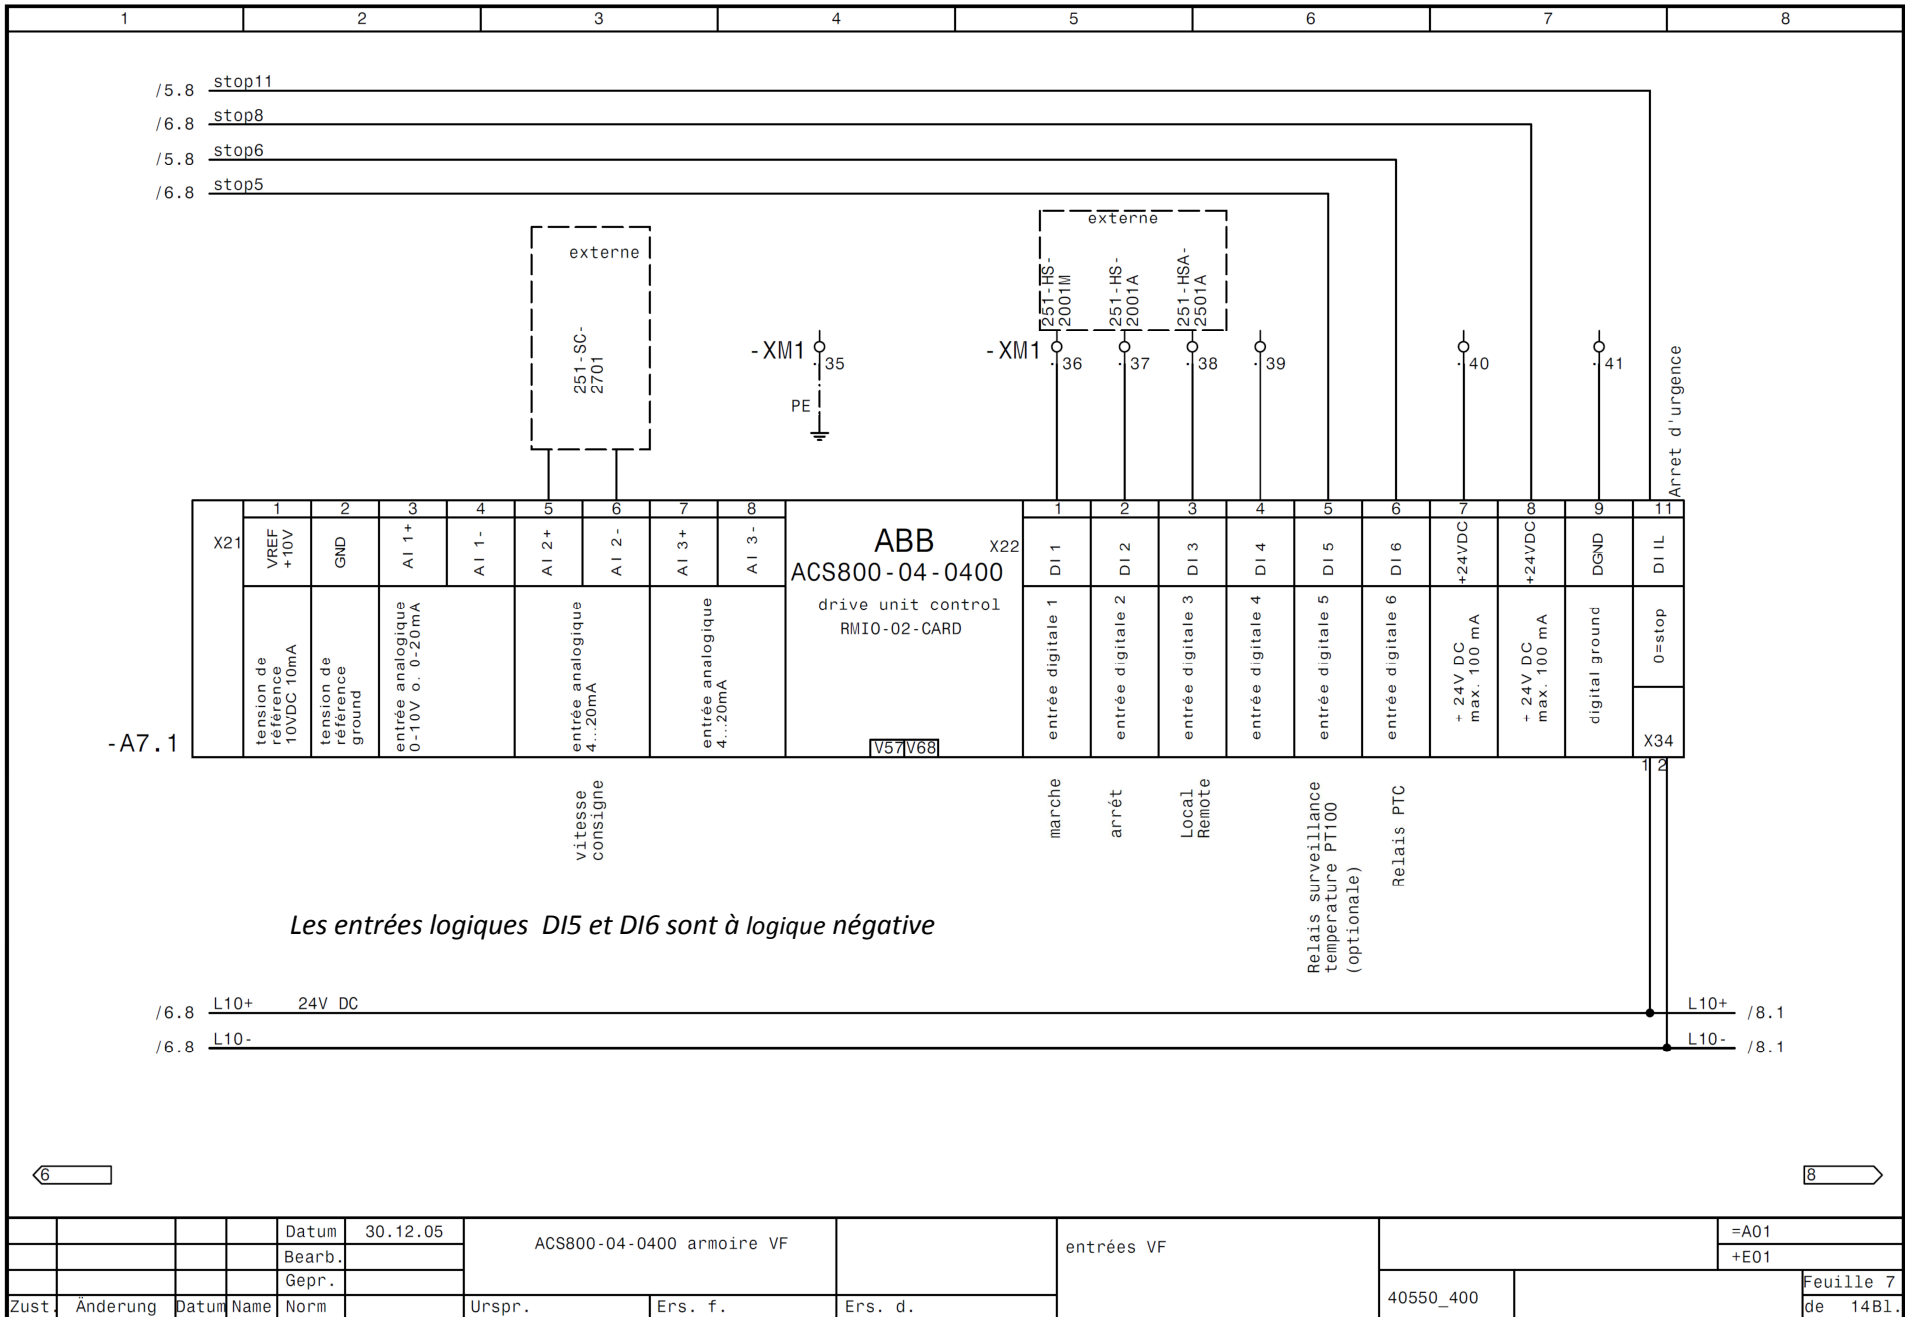 1 2 3 4 5 6 7 8
/5.8 stop11
/6.8 stop8
/5.8 stop6
/6.8 stop5
externe
251-SC-
2701
externe
251-HS-
2001M
251-HS-
2001A
251-HSA-
2501A
-XM1 35
PE
-XM1 36 37 38 39 40 41
Arret d'urgence
-A7.1
X21
1 2 3 4 5 6 7 8
VREF
+10V
GND
AI 1+
AI 1-
AI 2+
AI 2-
AI 3+
AI 3-
tension de
référence
10VDC 10mA
tension de
référence
ground
entrée analogique
0-10V o. 0-20mA
entrée analogique
4...20mA
entrée analogique
4...20mA
ABB
ACS800-04-0400
drive unit control
RMIO-02-CARD
V57 V68
X22
1 2 3 4 5 6 7 8 9 11
DI 1
DI 2
DI 3
DI 4
DI 5
DI 6
+24VDC
+24VDC
DGND
DI IL
entrée digitale 1
entrée digitale 2
entrée digitale 3
entrée digitale 4
entrée digitale 5
entrée digitale 6
+ 24V DC
max. 100 mA
+ 24V DC
max. 100 mA
digital ground
0=stop
X34
1 2
vitesse
consigne
marche
arrét
Local
Remote
Relais surveillance
temperature PT100
(optionale)
Relais PTC
Les entrées logiques DI5 et DI6 sont à logique négative
/6.8 L10+ 24V DC L10+ /8.1
/6.8 L10- L10- /8.1
6
8
Datum 30.12.05
Bearb.
Gepr.
Zust. Änderung Datum Name Norm
ACS800-04-0400 armoire VF
Urspr. Ers. f. Ers. d.
entrées VF
40550_400
=A01
+E01
Feuille 7
de 14Bl.